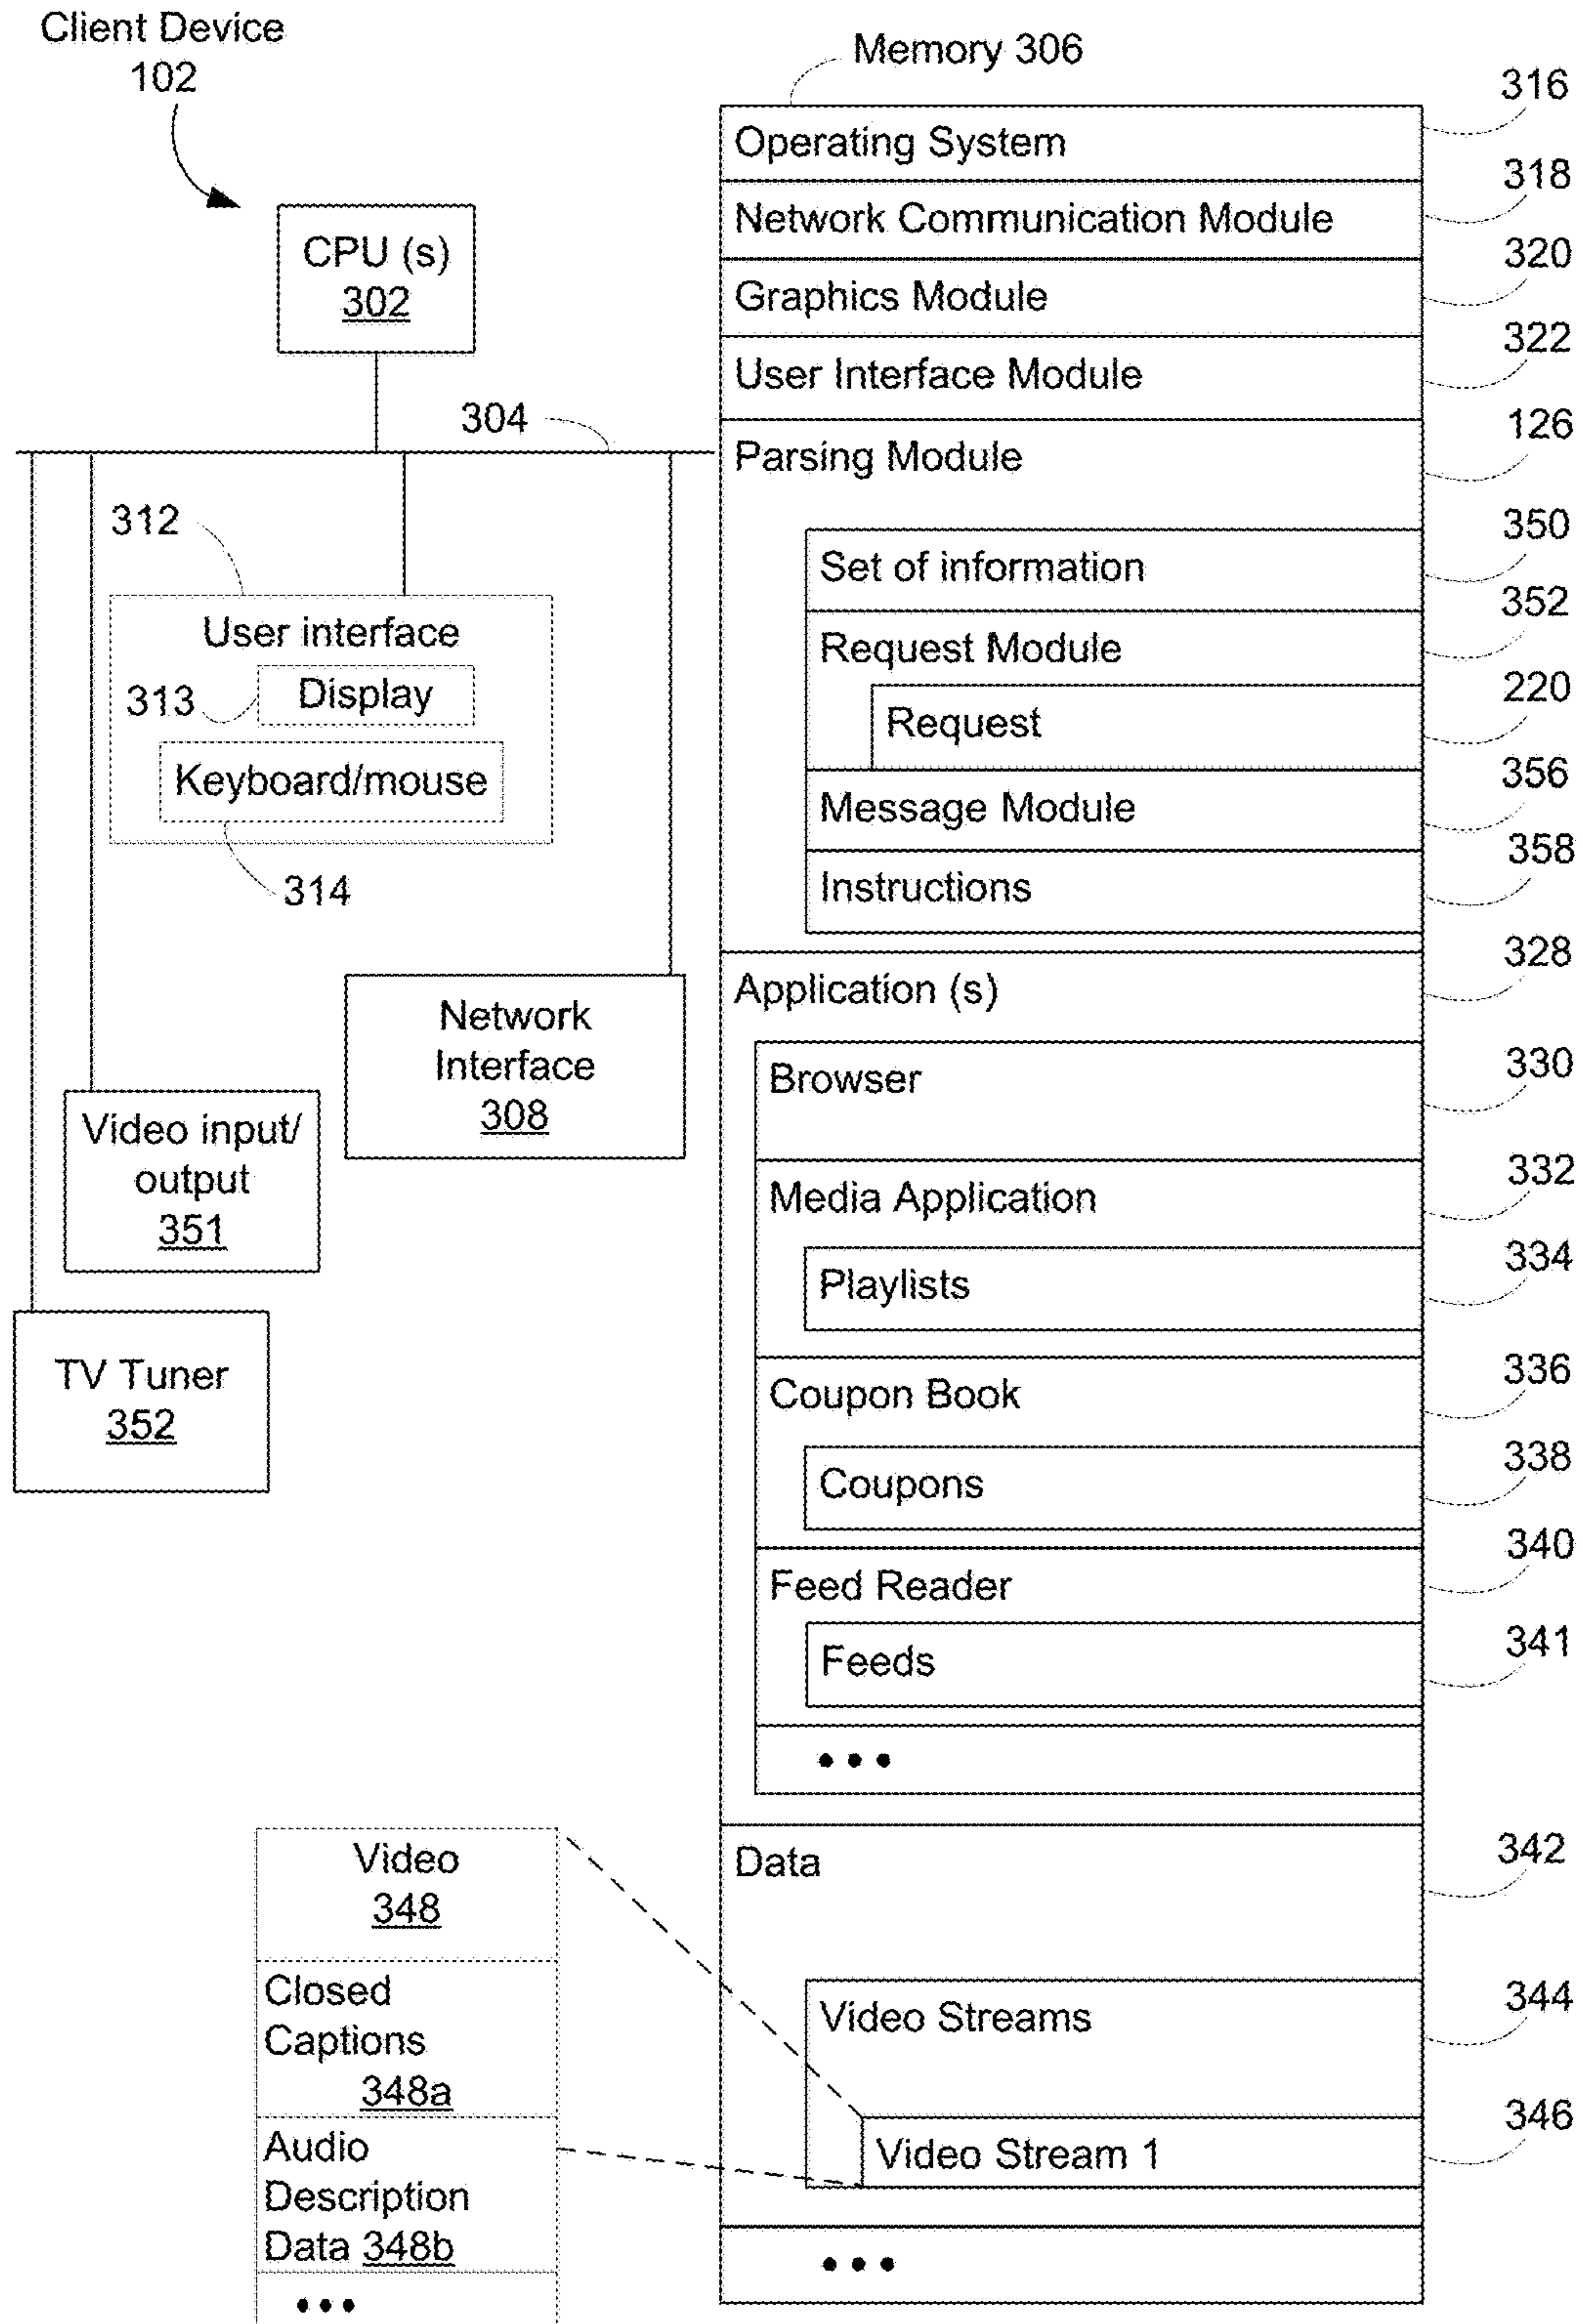 Client Device
102
CPU (s)
302
304
312
User interface
313
Display
Keyboard/mouse
314
Network
Interface
308
Video input/
output
351
TV Tuner
352
Memory 306
Operating System
316
Network Communication Module
318
Graphics Module
320
User Interface Module
322
Parsing Module
126
Set of information
350
Request Module
352
Request
220
Message Module
356
Instructions
358
Application (s)
328
Browser
330
Media Application
332
Playlists
334
Coupon Book
336
Coupons
338
Feed Reader
340
Feeds
341
•••
Data
342
Video Streams
344
Video Stream 1
346
•••
Video
348
Closed
Captions
348a
Audio
Description
Data 348b
•••